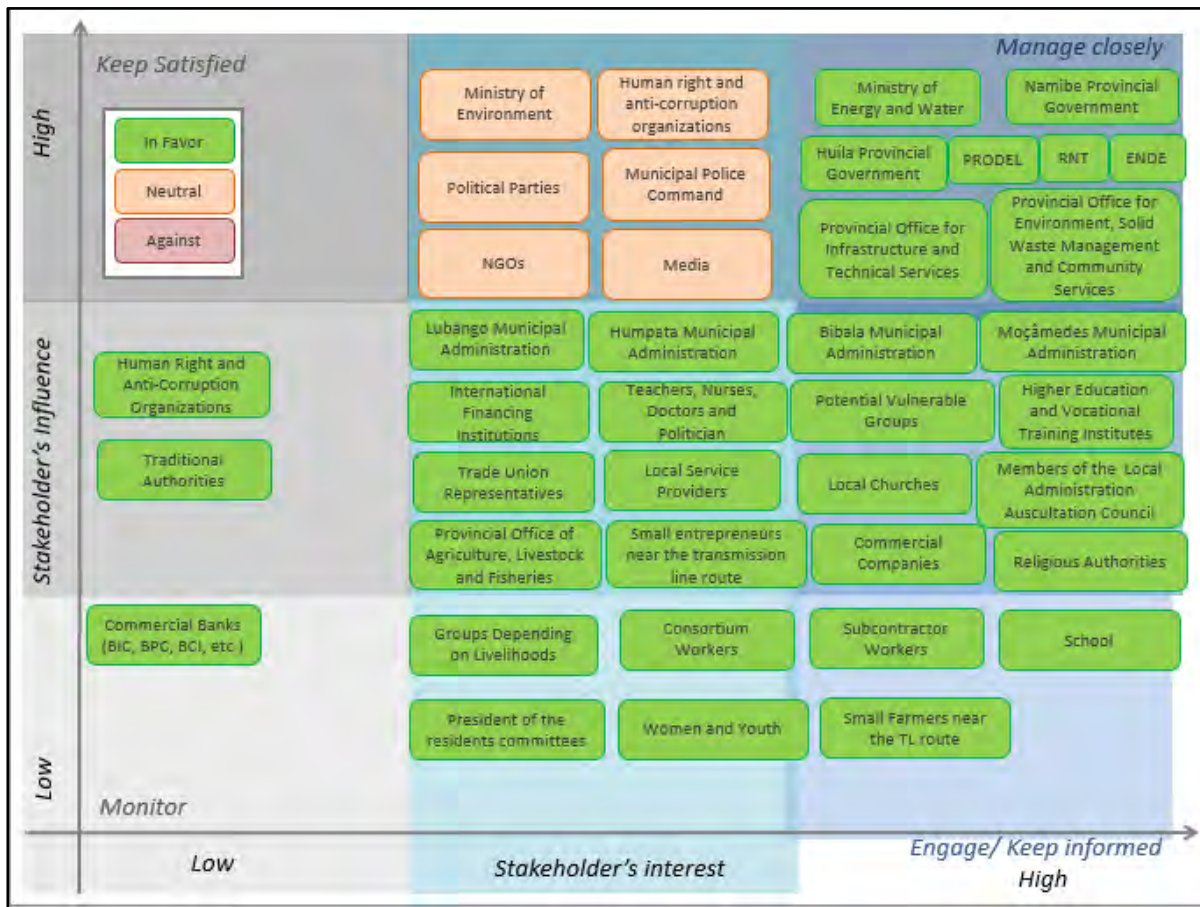 Keep Satisfied
Manage closely
High
In Favor
Neutral
Against
Ministry of
Environment
Human right and
anti-corruption
organizations
Ministry of
Energy and Water
Namibe Provincial
Government
Political Parties
Municipal Police
Command
Huila Provincial
Government
PRODEL
RNT
ENDE
NGOs
Media
Provincial Office for
Infrastructure and
Technical Services
Provincial Office for
Environment, Solid
Waste Management
and Community
Services
Stakeholder's Influence
Human Right and
Anti-Corruption
Organizations
Traditional
Authorities
Lubango Municipal
Administration
Humpata Municipal
Administration
Bibala Municipal
Administration
Moçâmedes Municipal
Administration
International
Financing
Institutions
Teachers, Nurses,
Doctors and
Politician
Potential Vulnerable
Groups
Higher Education
and Vocational
Training Institutes
Trade Union
Representatives
Local Service
Providers
Local Churches
Members of the Local
Administration
Auscultation Council
Provincial Office of
Agriculture, Livestock
and Fisheries
Small entrepreneurs
near the transmission
line route
Commercial
Companies
Religious Authorities
Low
Commercial Banks
(BIC, BPC, BCI, etc )
Groups Depending
on Livelihoods
Consortium
Workers
Subcontractor
Workers
School
President of the
residents committees
Women and Youth
Small Farmers near
the TL route
Monitor
Low
Stakeholder's interest
Engage/ Keep informed
High